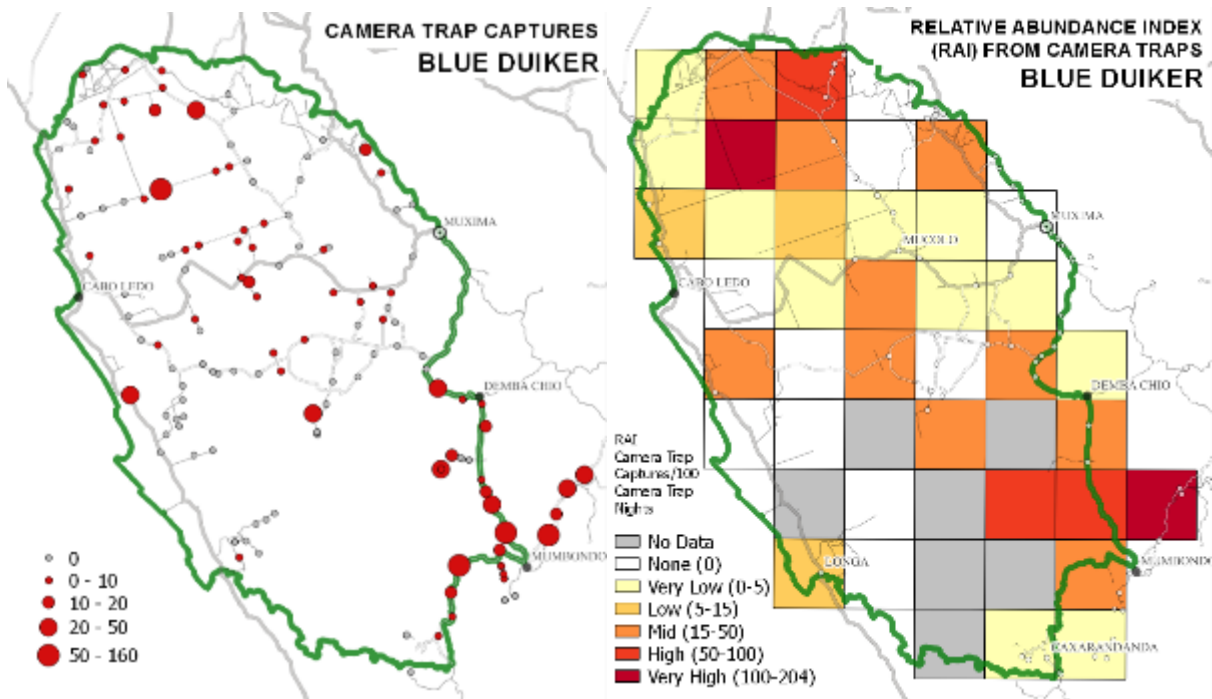 CAMERA TRAP CAPTURES
BLUE DUIKER
MUXIMA
CABO LEDO
DEMBA CHIO
MUMBONDO
0
0 - 10
10 - 20
20 - 50
50 - 160
RELATIVE ABUNDANCE INDEX
(RAI) FROM CAMERA TRAPS
BLUE DUIKER
MUXIMA
MUCOLO
CABO LEDO
DEMBA CHIO
RAI
Camera Trap
Captures/100
Camera Trap
Nights
No Data
None (0)
Very Low (0-5)
Low (5-15)
Mid (15-50)
High (50-100)
Very High (100-204)
LONGA
MUMBONDO
KAXARANDANDA